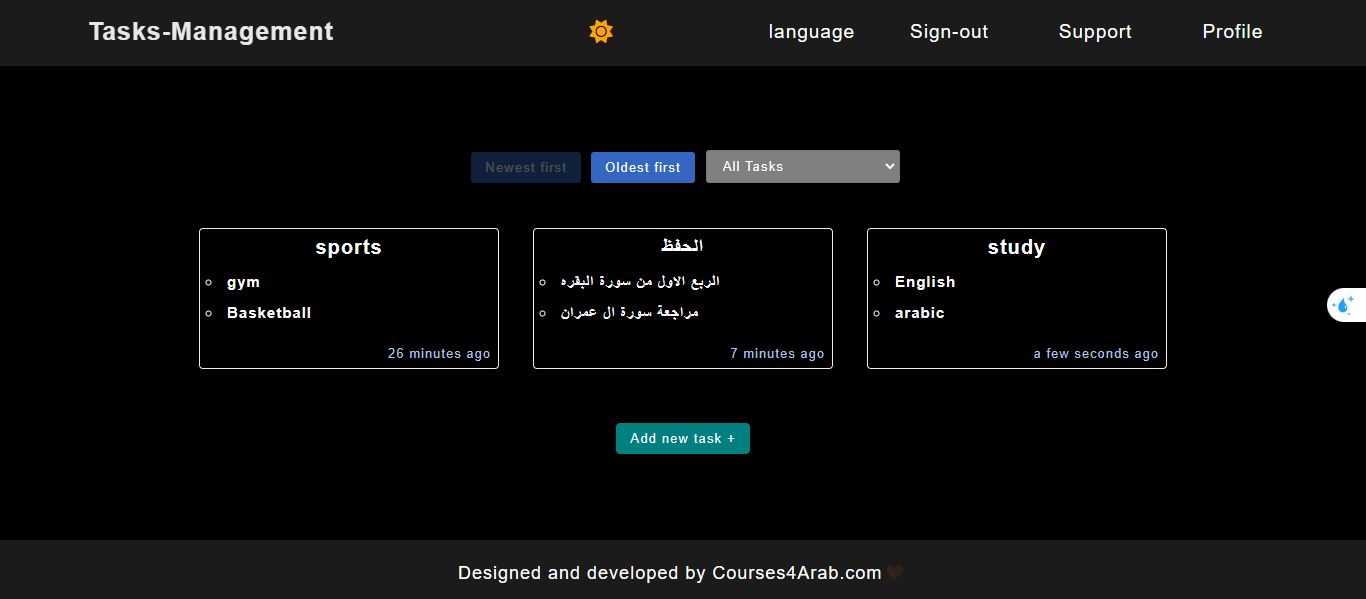 Tasks-Management
language
Sign-out
Support
Profile
Newest first
Oldest first
All Tasks
sports
gym
Basketball
26 minutes ago
الحفظ
الربع الاول من سورة البقره
مراجعة سورة ال عمران
7 minutes ago
study
English
arabic
a few seconds ago
Add new task +
Designed and developed by Courses4Arab.com